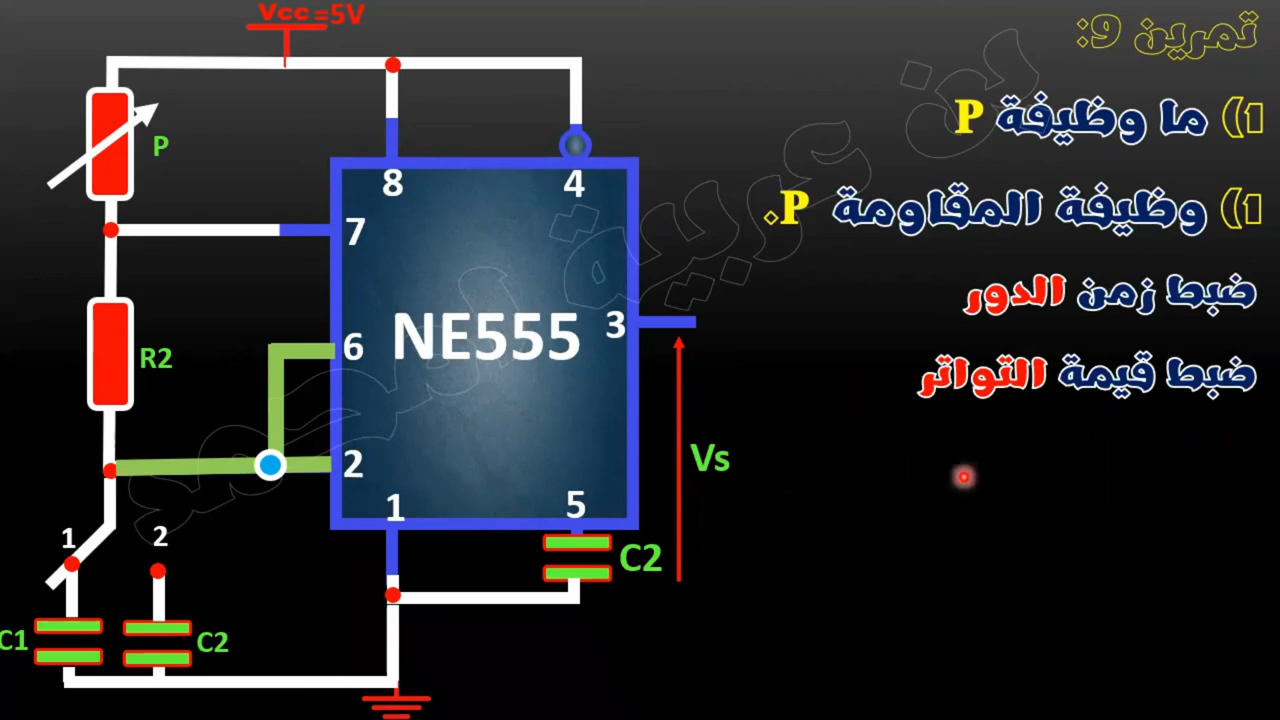 Vcc =5V
تمرين 9:
1) ما وظيفة P
1) وظيفة المقاومة P.
ضبط زمن الدور
ضبط قيمة التواتر
P
8
4
7
R2
6
NE555
3
2
Vs
1
5
1
2
C2
C1
C2